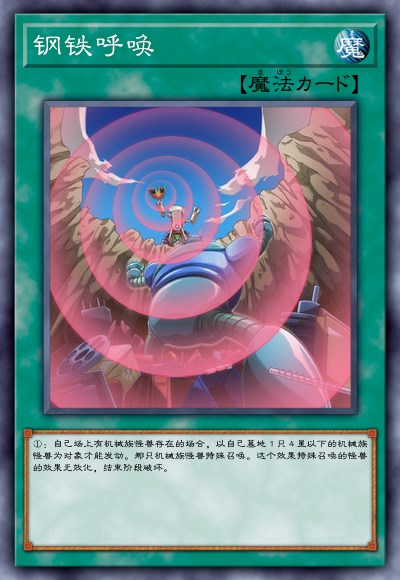 钢铁呼唤
魔
【魔法カード】
まほう
①：自己场上有机械族怪兽存在的场合，以自己墓地1只4星以下的机械族
怪兽为对象才能发动。那只机械族怪兽特殊召唤。这个效果特殊召唤的怪兽
的效果无效化，结束阶段破坏。